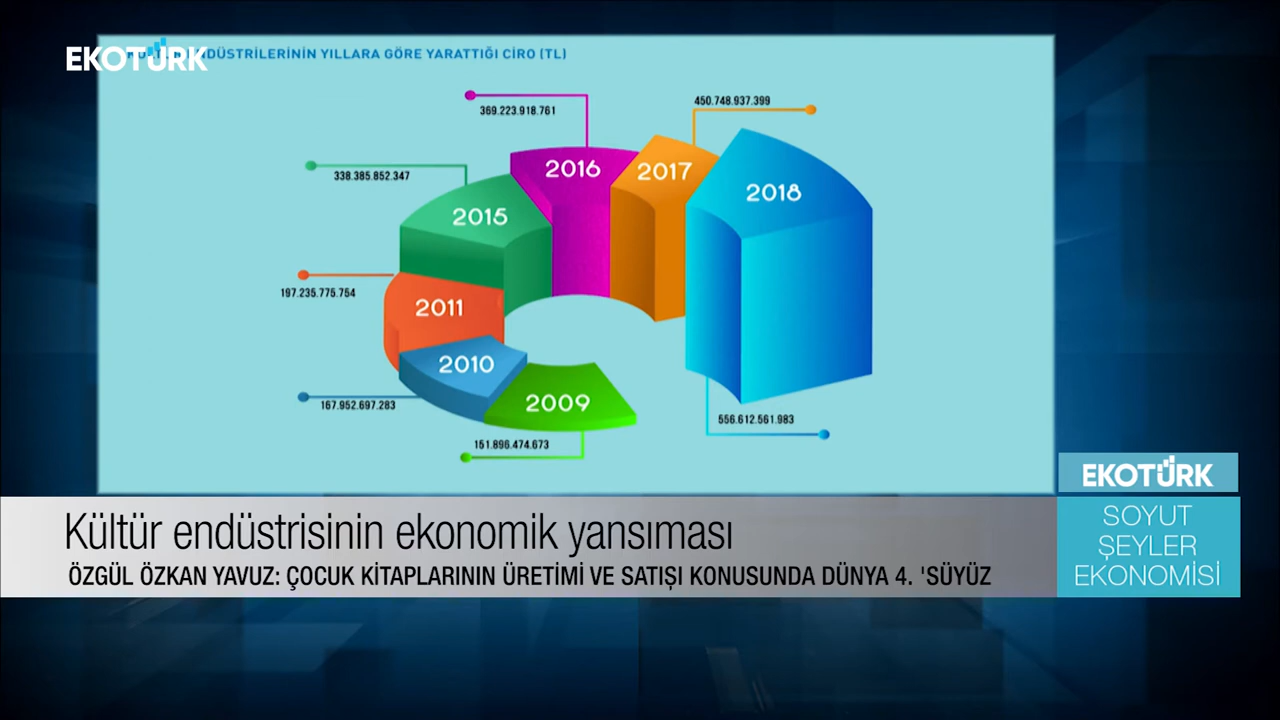 EKOTÜRK
ENDÜSTRİLERİNİN YILLARA GÖRE YARATTIĞI CİRO (TL)
450.748.937.399
369.223.918.761
2016
2017
338.385.852.347
2018
2015
197.235.775.754
2011
2010
167.952.697.283
2009
556.612.561.983
151.896.474.673
EKOTÜRK
Kültür endüstrisinin ekonomik yansıması
ÖZGÜL ÖZKAN YAVUZ: ÇOCUK KİTAPLARININ ÜRETİMİ VE SATIŞI KONUSUNDA DÜNYA 4. 'SÜYÜZ
SOYUT
ŞEYLER
EKONOMİSİ